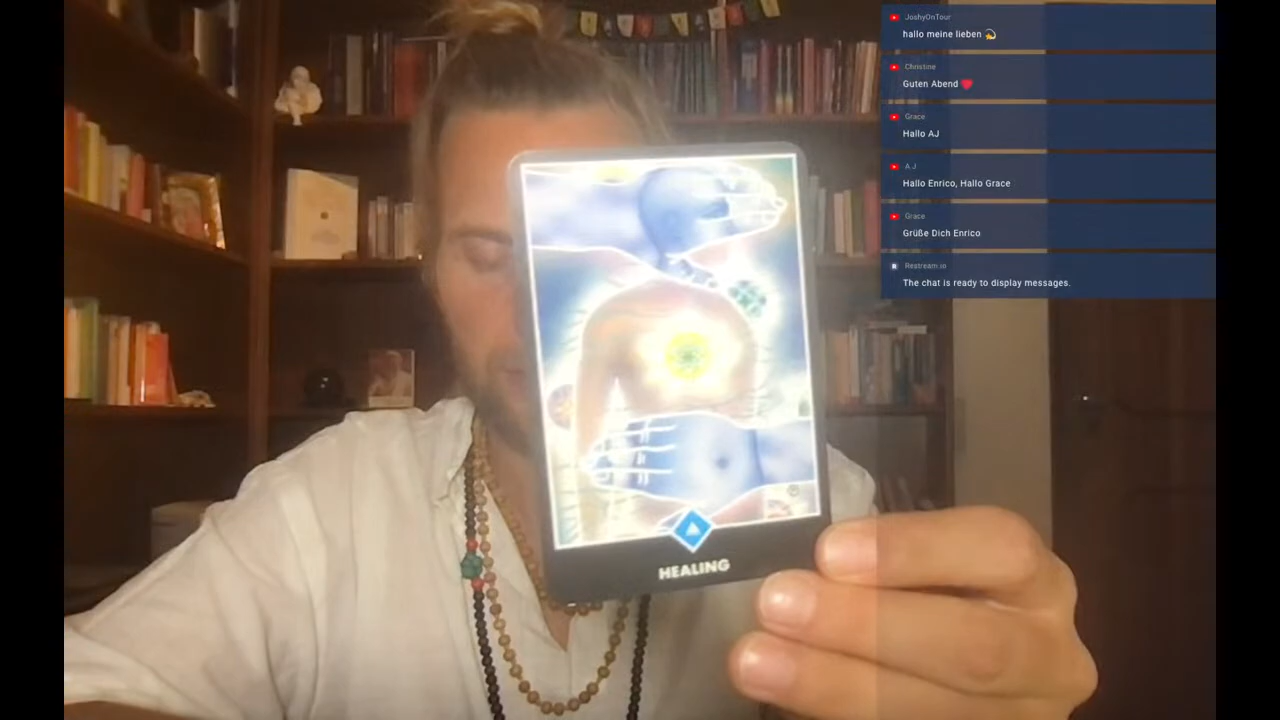 JoshyOnTour
hallo meine lieben 💫
Christine
Guten Abend ❤️
Grace
Hallo AJ
A J
Hallo Enrico, Hallo Grace
Grace
Grüße Dich Enrico
Restream.io
The chat is ready to display messages.
HEALING